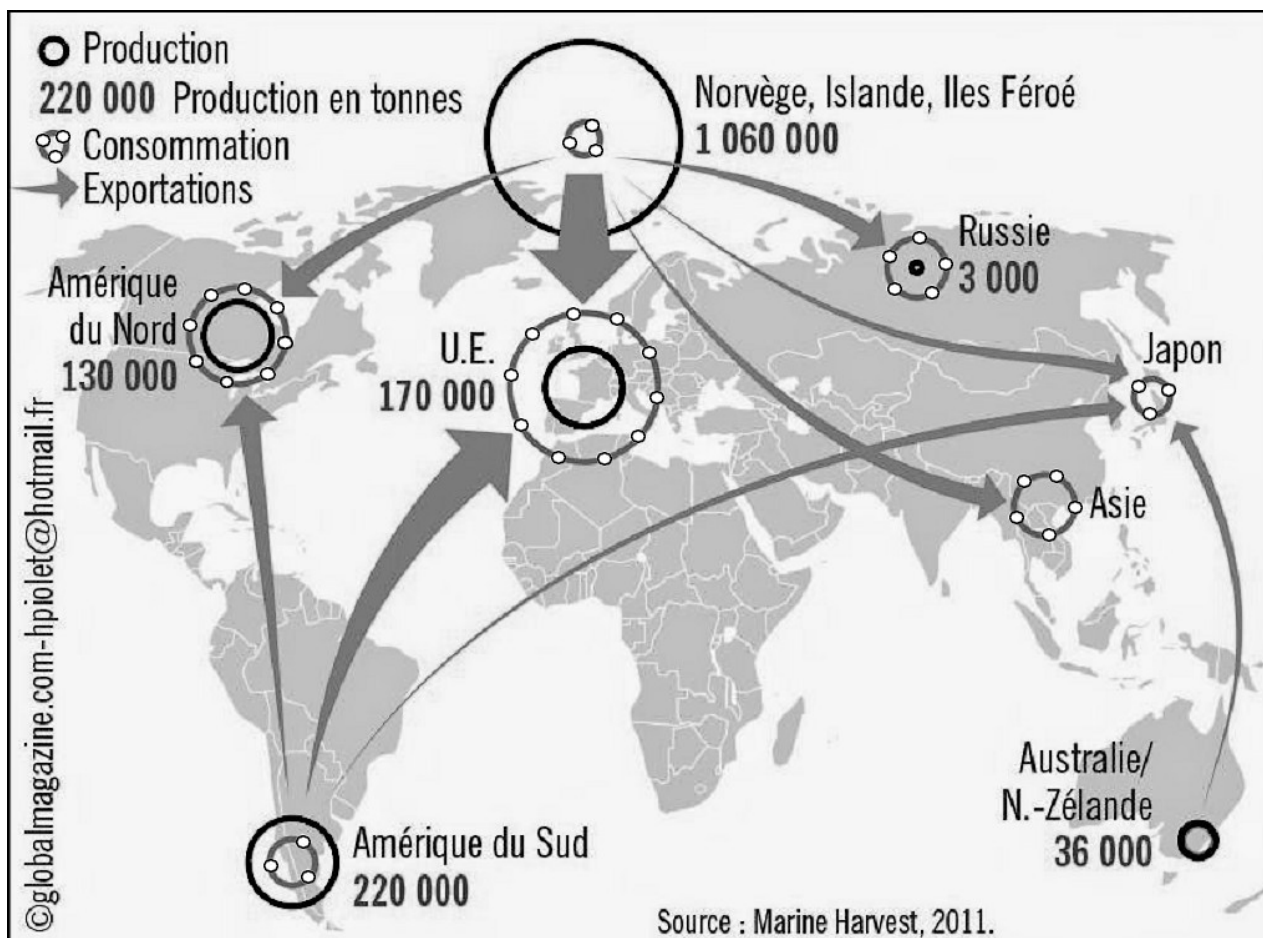 Production
220 000 Production en tonnes
Consommation
Exportations
Norvège, Islande, Iles Féroé
1 060 000
Russie
3 000
Amérique
du Nord
130 000
U.E.
170 000
Japon
Asie
Australie/
N.-Zélande
36 000
Amérique du Sud
220 000
Source : Marine Harvest, 2011.
©globalmagazine.com-hpiolet@hotmail.fr